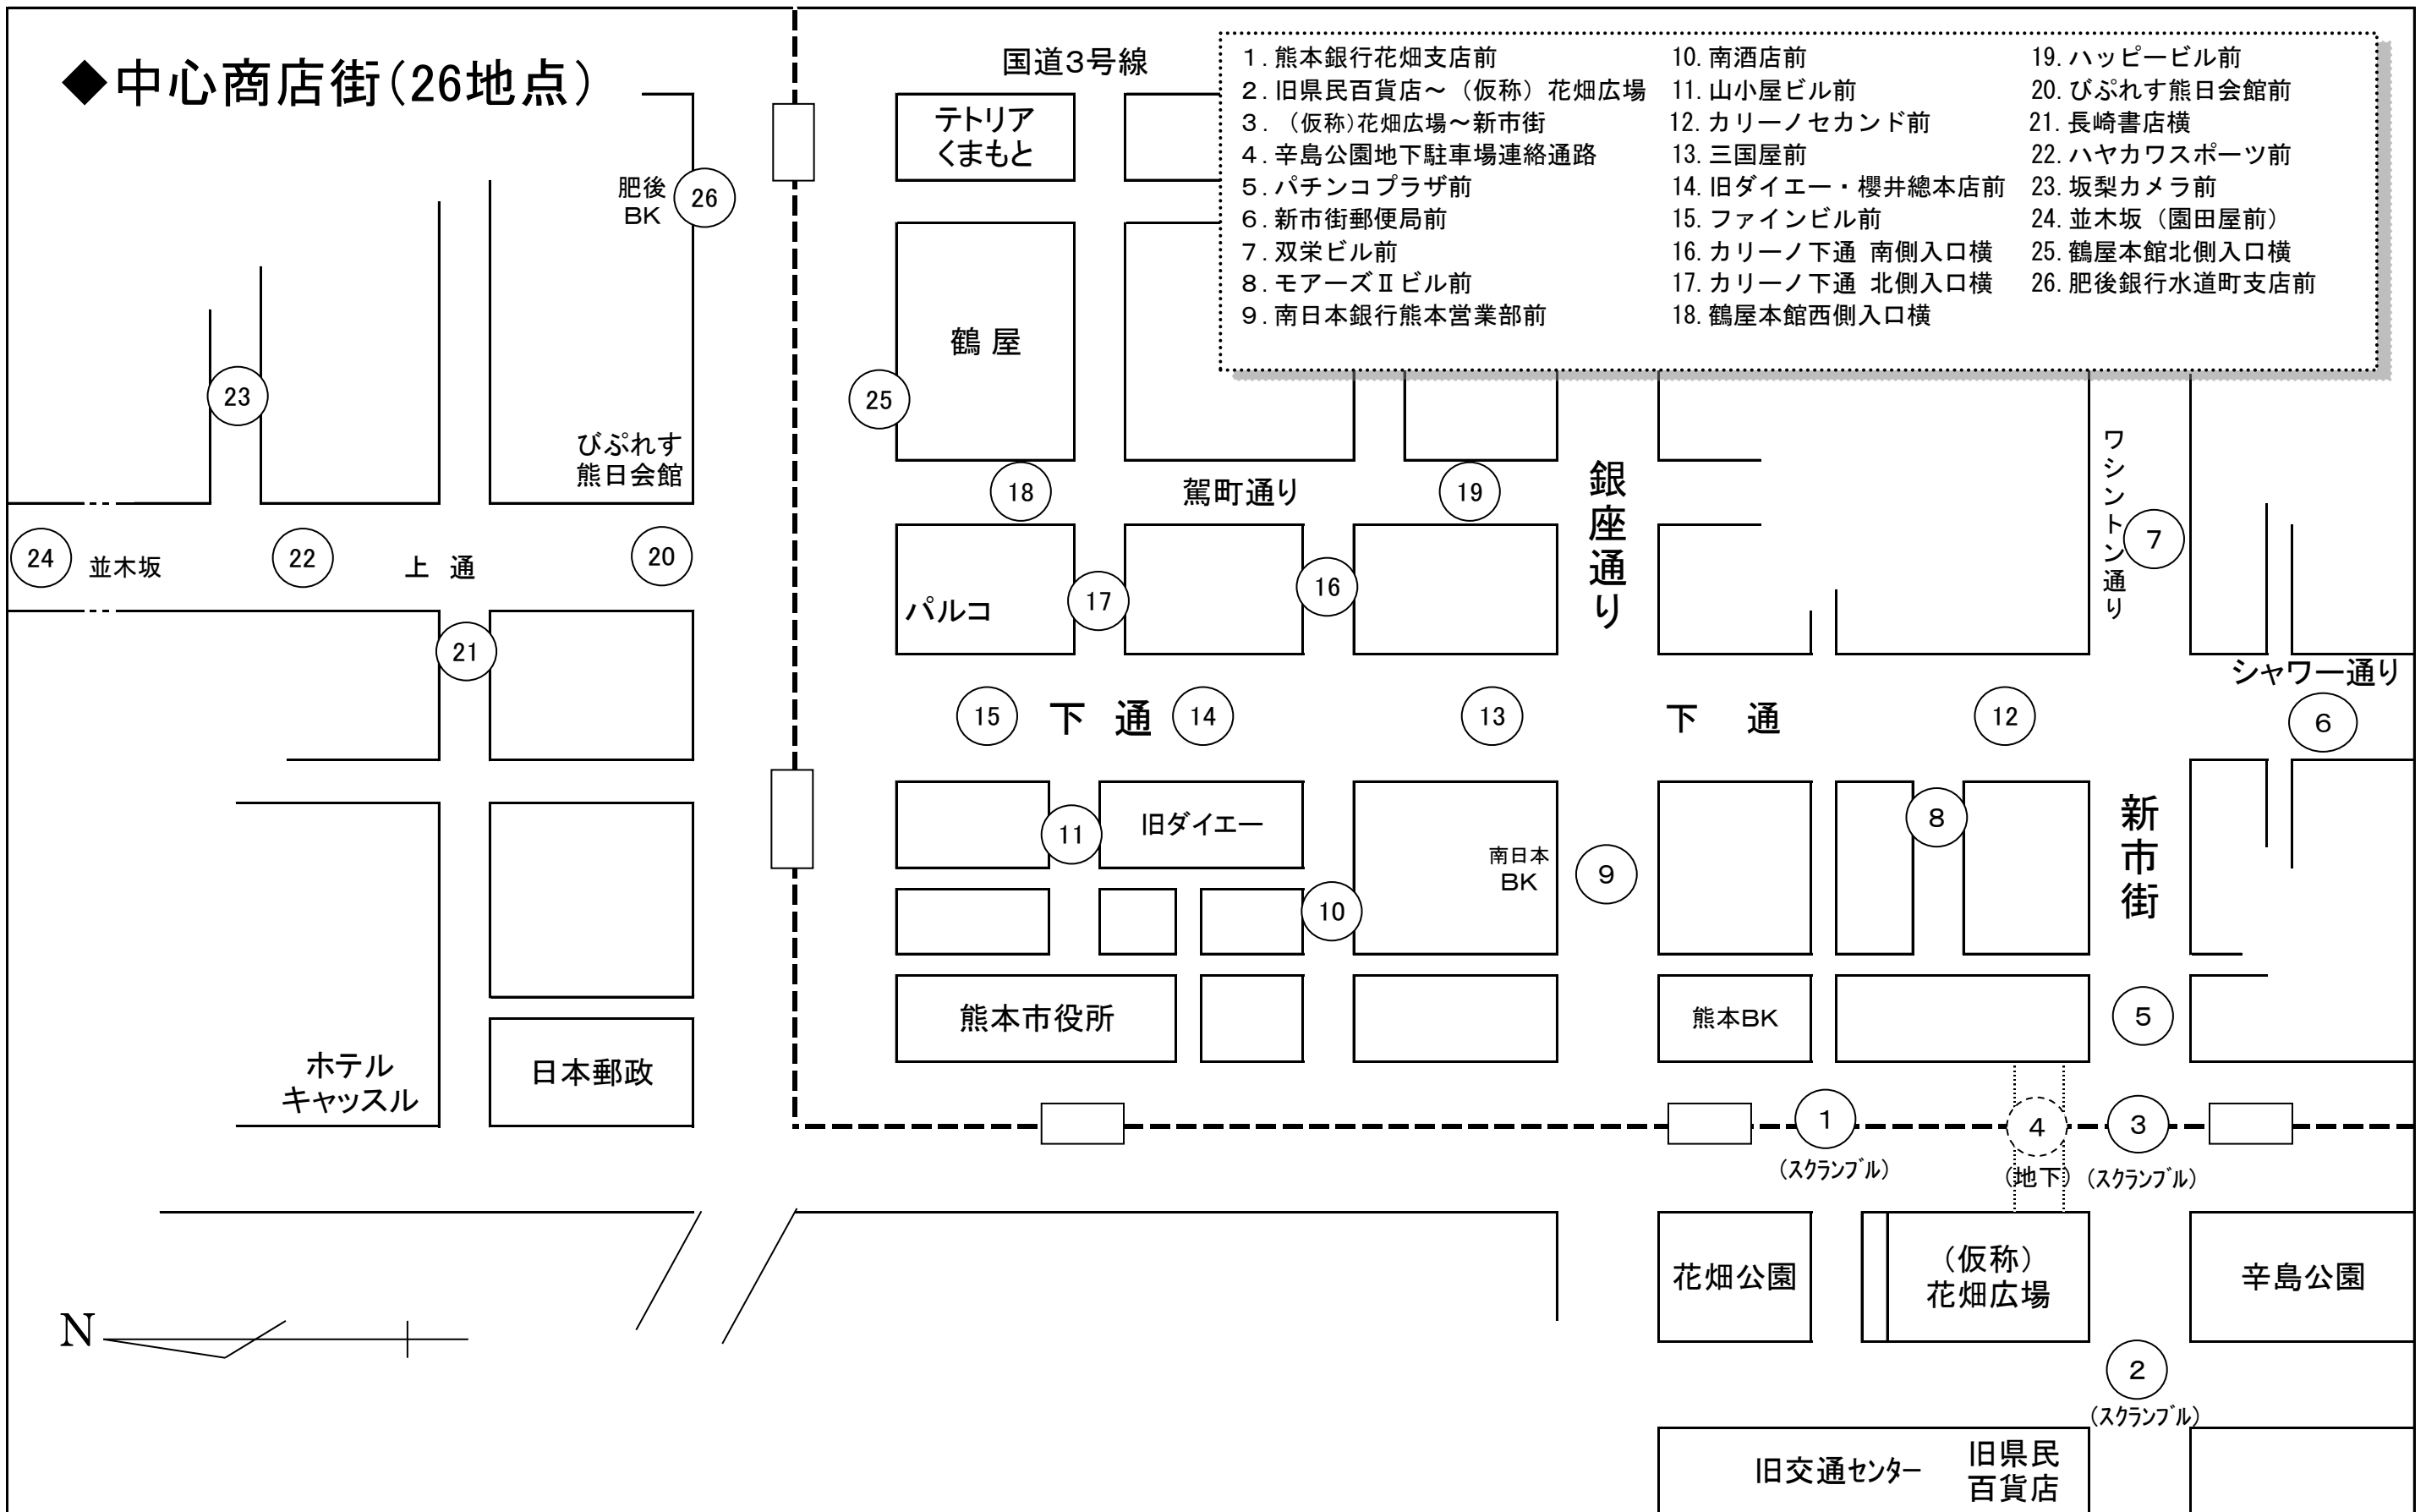 ◆中心商店街(26地点)
国道3号線
1. 熊本銀行花畑支店前
2. 旧県民百貨店～（仮称）花畑広場
3. （仮称)花畑広場～新市街
4. 辛島公園地下駐車場連絡通路
5. パチンコプラザ前
6. 新市街郵便局前
7. 双栄ビル前
8. モアーズⅡビル前
9. 南日本銀行熊本営業部前
10. 南酒店前
11. 山小屋ビル前
12. カリーノセカンド前
13. 三国屋前
14. 旧ダイエー・櫻井總本店前
15. ファインビル前
16. カリーノ下通 南側入口横
17. カリーノ下通 北側入口横
18. 鶴屋本館西側入口横
19. ハッピービル前
20. びぷれす熊日会館前
21. 長崎書店横
22. ハヤカワスポーツ前
23. 坂梨カメラ前
24. 並木坂（園田屋前）
25. 鶴屋本館北側入口横
26. 肥後銀行水道町支店前
テトリア
くまもと
肥後
BK
26
鶴 屋
23
25
びぷれす
熊日会館
18
駕町通り
19
銀座通り
ワシントン通り
7
24
並木坂
22
上 通
20
パルコ
17
16
21
シャワー通り
15
下 通
14
13
下 通
12
6
11
旧ダイエー
8
新市街
南日本
BK
9
10
熊本市役所
熊本BK
5
ホテル
キャッスル
日本郵政
1
(スクランブル)
4
(地下)
3
(スクランブル)
花畑公園
（仮称）
花畑広場
辛島公園
N
2
(スクランブル)
旧交通センター
旧県民
百貨店